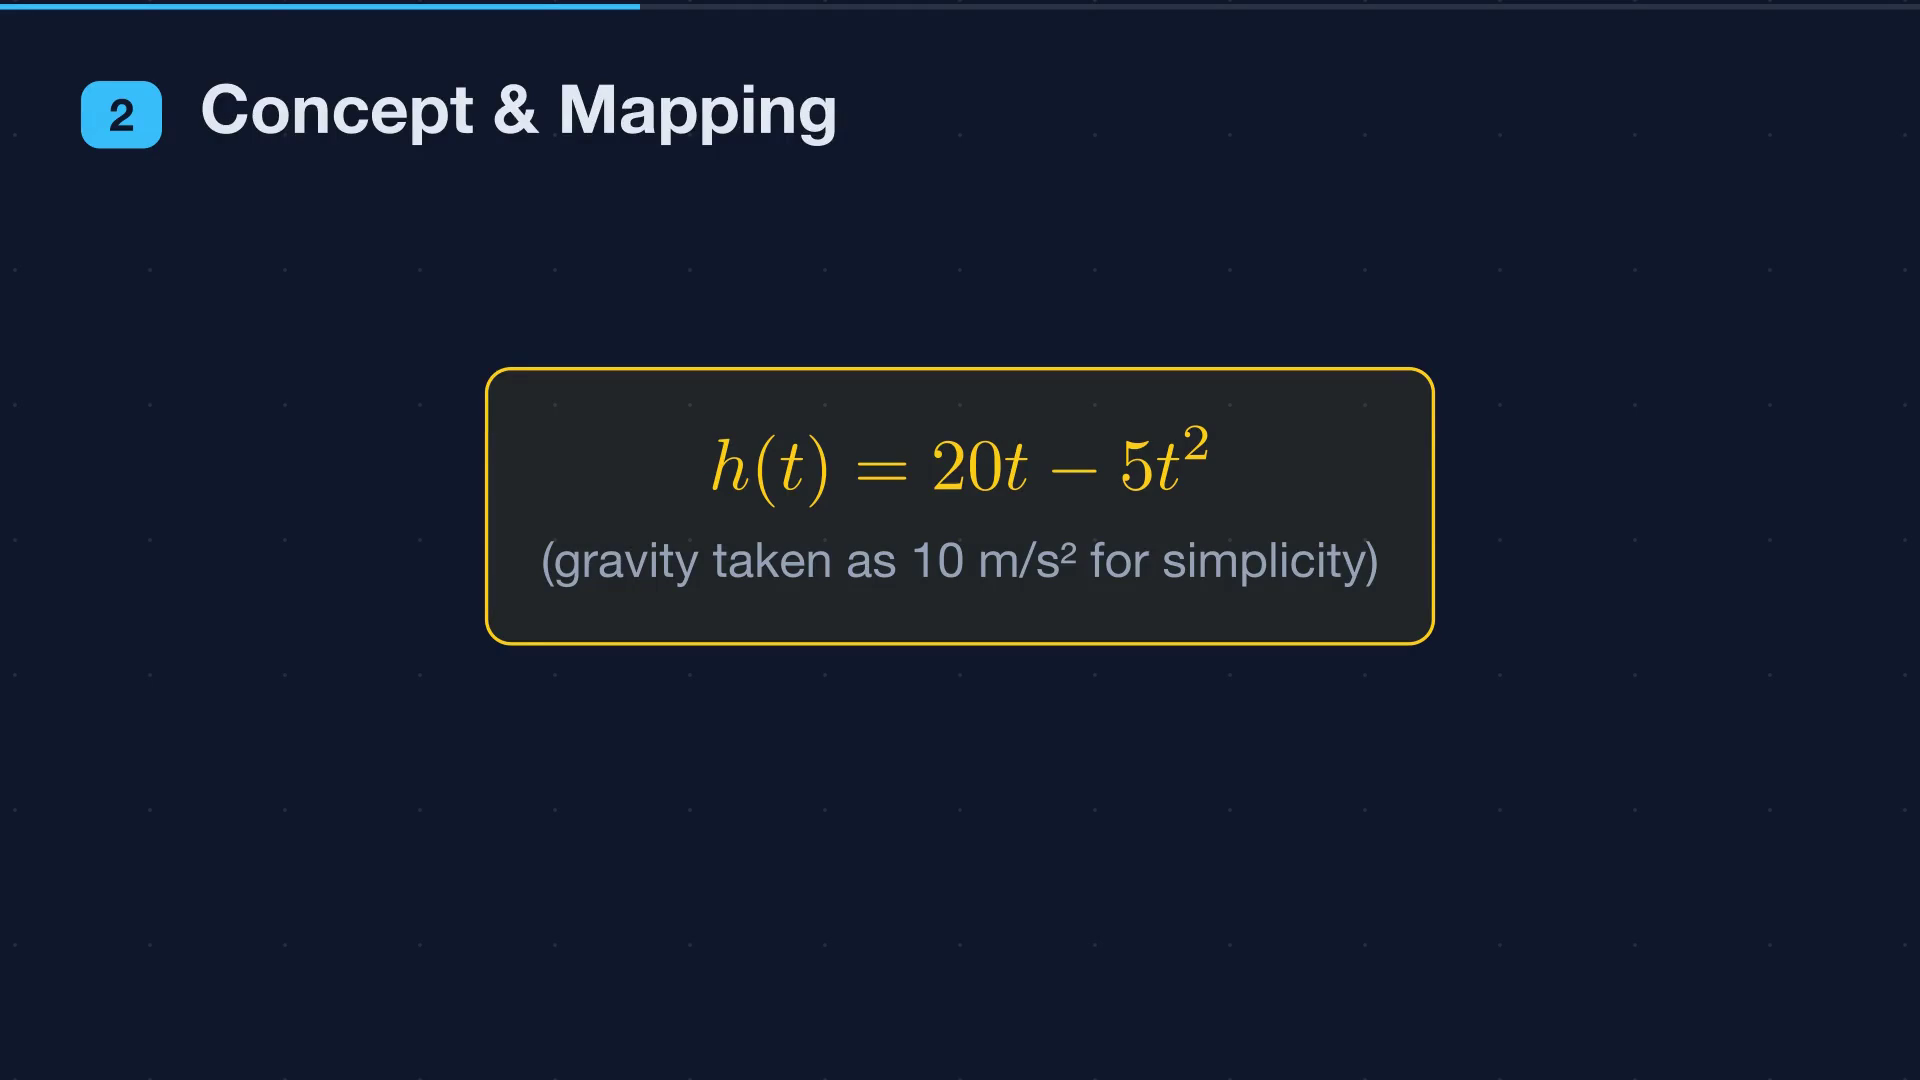 2 Concept & Mapping
h(t) = 20t − 5t²
(gravity taken as 10 m/s² for simplicity)